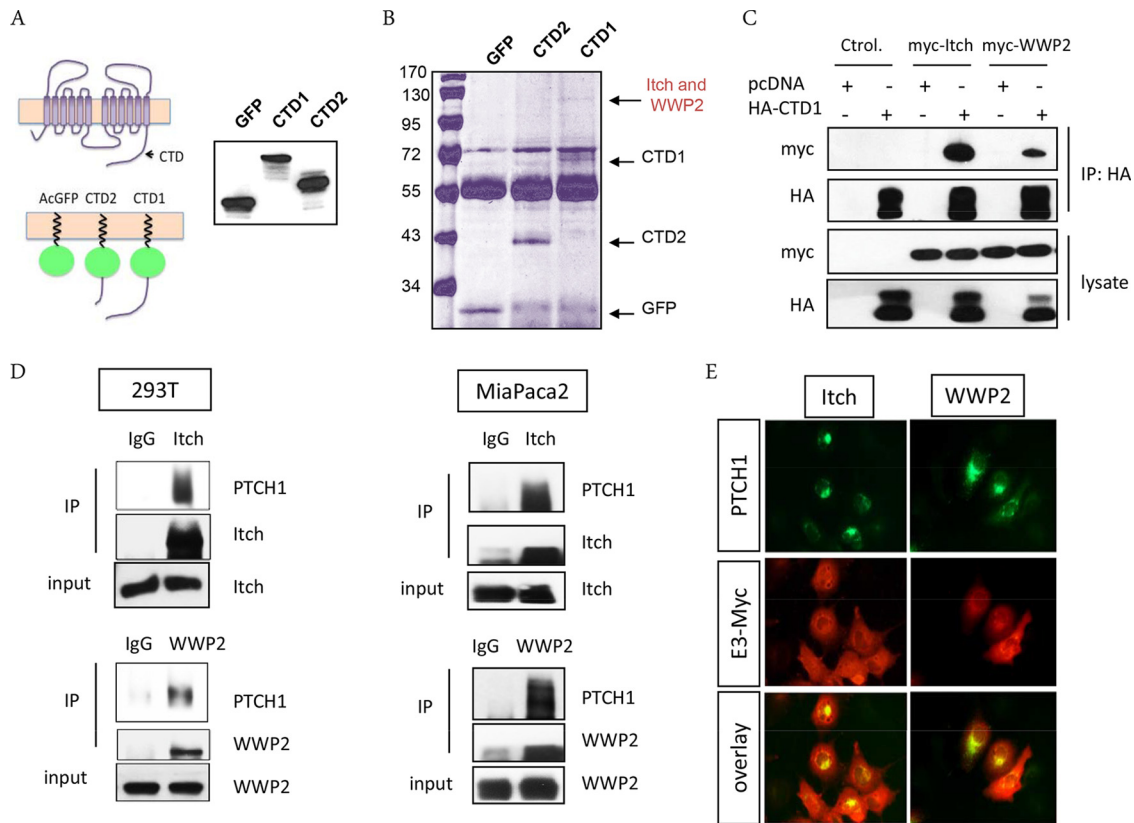 A
CTD
AcGFP CTD2 CTD1
GFP CTD1 CTD2
B
GFP CTD2 CTD1
170
130
95
72
55
43
34
Itch and
WWP2
CTD1
CTD2
GFP
C
Ctrol. myc-Itch myc-WWP2
pcDNA + - + - + -
HA-CTD1 - + - + - +
myc
HA
IP: HA
myc
HA
lysate
D
293T
IgG Itch
IP
PTCH1
Itch
input Itch
IgG WWP2
IP
PTCH1
WWP2
input WWP2
MiaPaca2
IgG Itch
IP
PTCH1
Itch
input Itch
IgG WWP2
IP
PTCH1
WWP2
input WWP2
E
Itch WWP2
PTCH1
E3-Myc
overlay